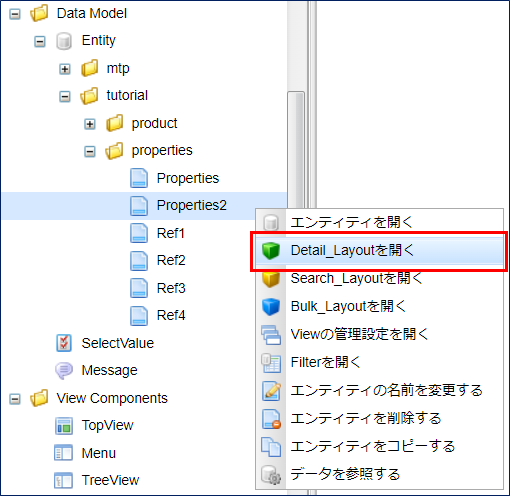 Data Model
Entity
mtp
tutorial
product
properties
Properties
Properties2
Ref1
Ref2
Ref3
Ref4
SelectValue
Message
View Components
TopView
Menu
TreeView
エンティティを開く
Detail_Layoutを開く
Search_Layoutを開く
Bulk_Layoutを開く
Viewの管理設定を開く
Filterを開く
エンティティの名前を変更する
エンティティを削除する
エンティティをコピーする
データを参照する